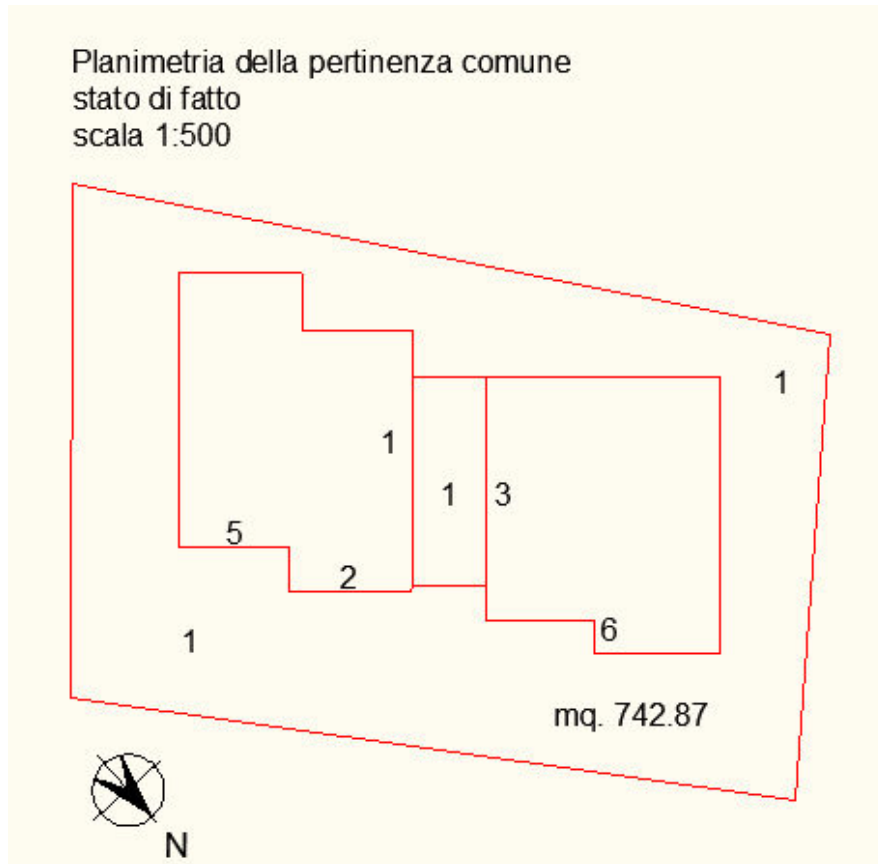 Planimetria della pertinenza comune
stato di fatto
scala 1:500
1
1
1
3
5
2
6
1
mq. 742.87
N